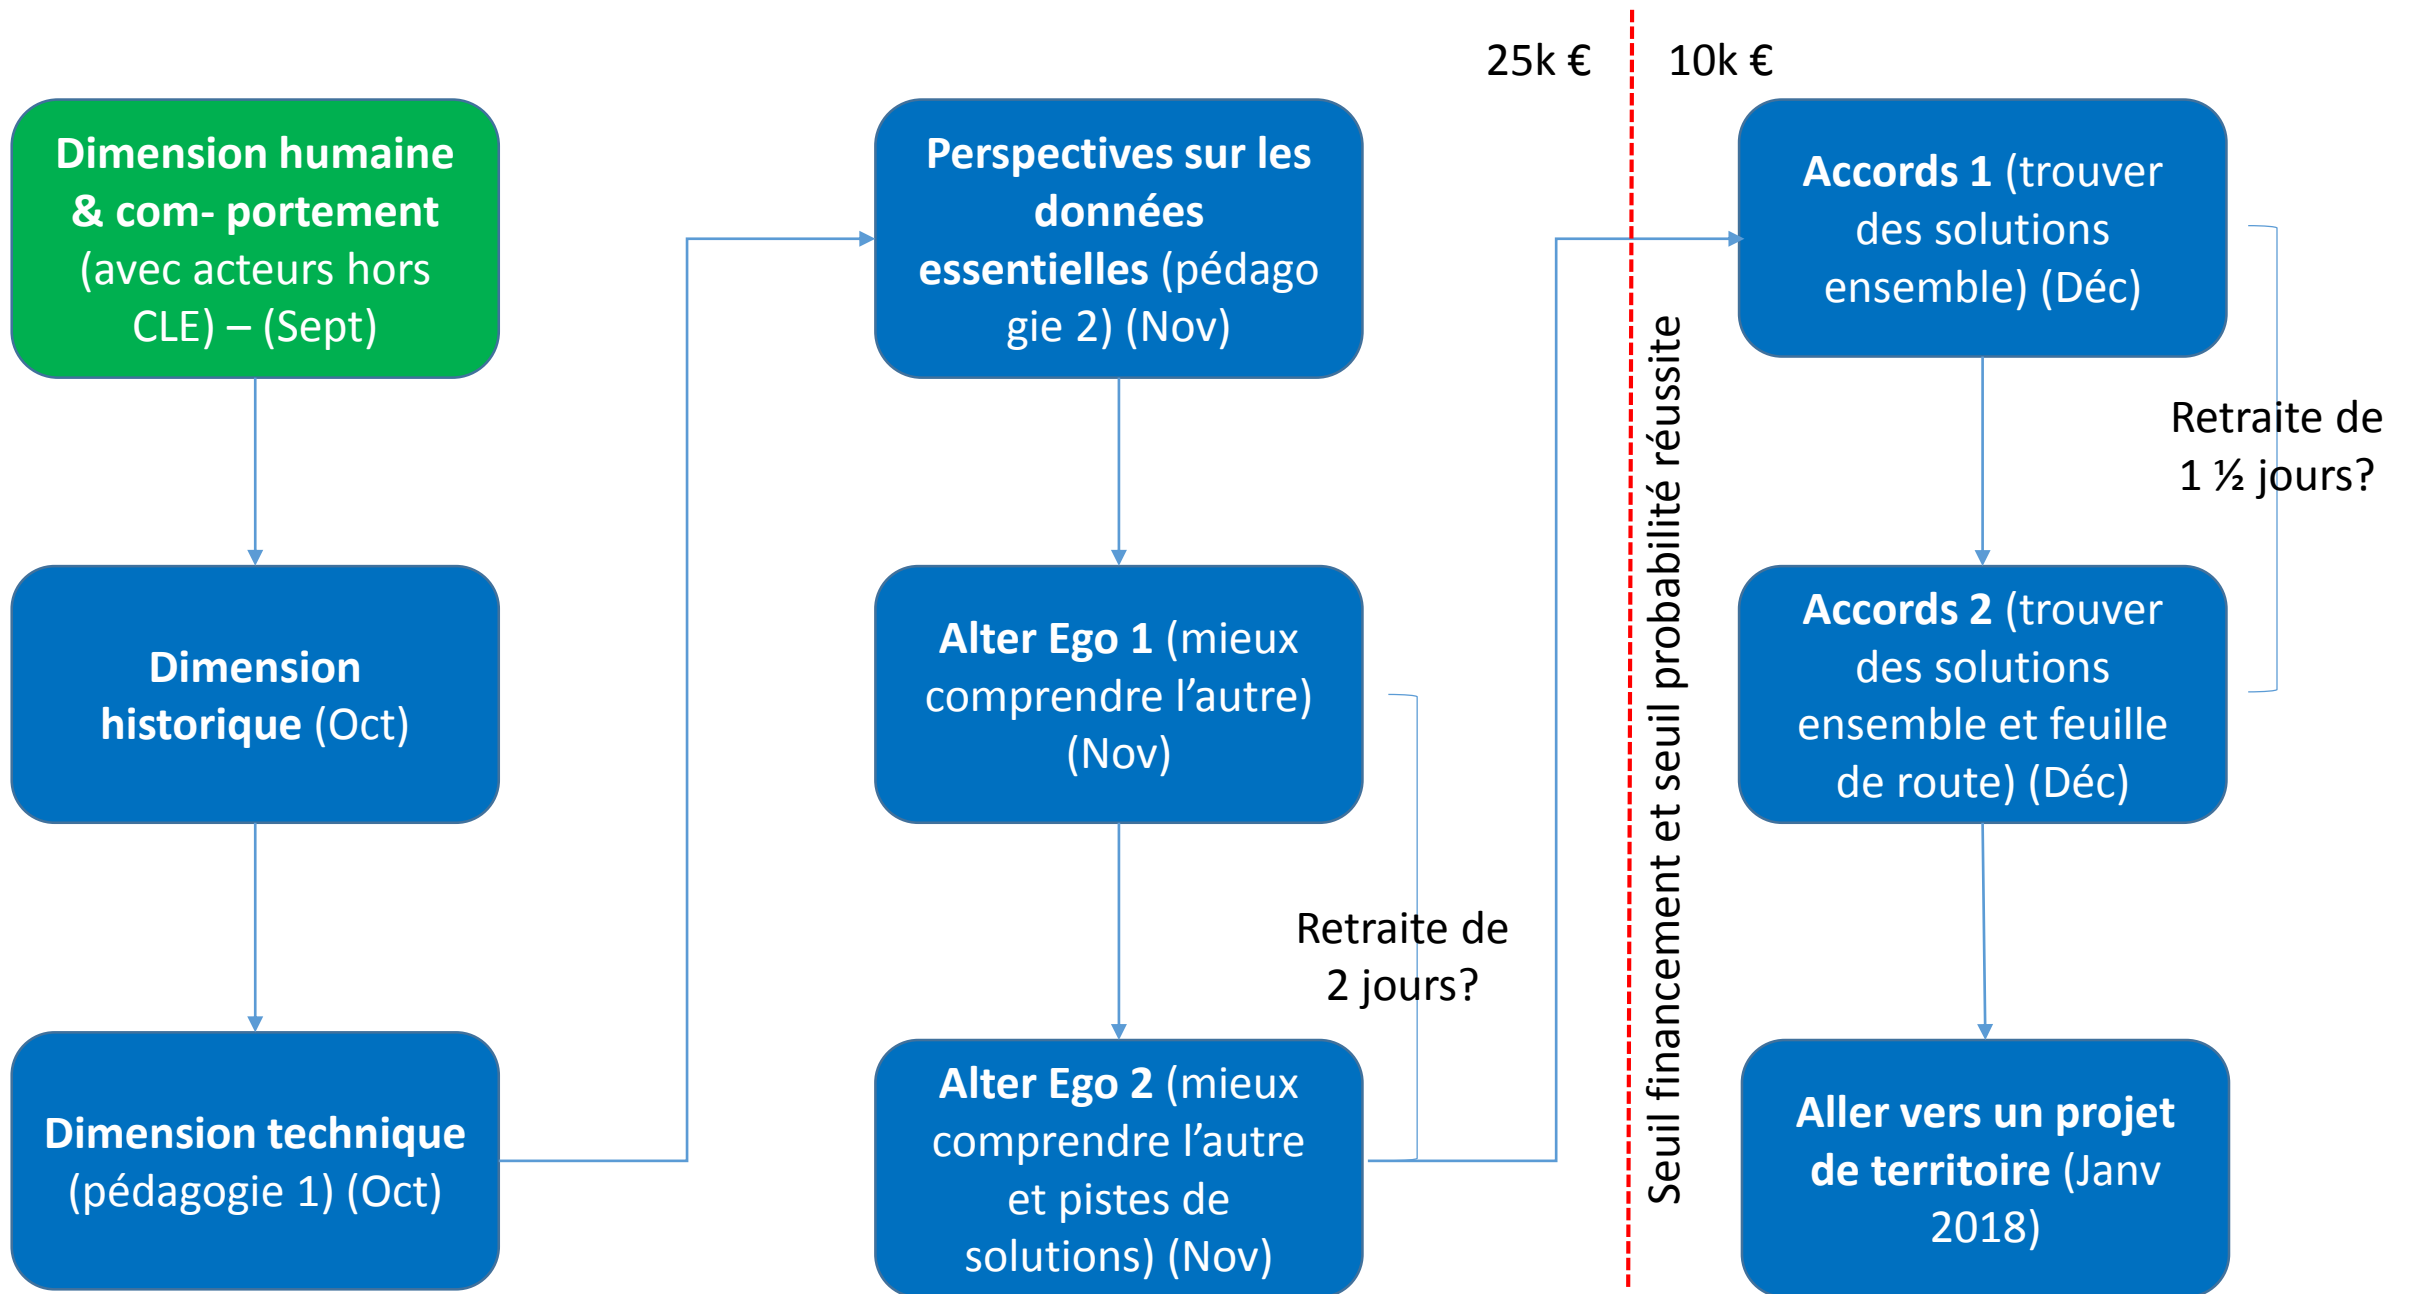 25k €
10k €
Dimension humaine
& com- portement
(avec acteurs hors
CLE) – (Sept)
Dimension
historique (Oct)
Dimension technique
(pédagogie 1) (Oct)
Perspectives sur les
données
essentielles (pédago
gie 2) (Nov)
Alter Ego 1 (mieux
comprendre l’autre)
(Nov)
Retraite de
2 jours?
Alter Ego 2 (mieux
comprendre l’autre
et pistes de
solutions) (Nov)
Seuil financement et seuil probabilité réussite
Accords 1 (trouver
des solutions
ensemble) (Déc)
Retraite de
1 ½ jours?
Accords 2 (trouver
des solutions
ensemble et feuille
de route) (Déc)
Aller vers un projet
de territoire (Janv
2018)